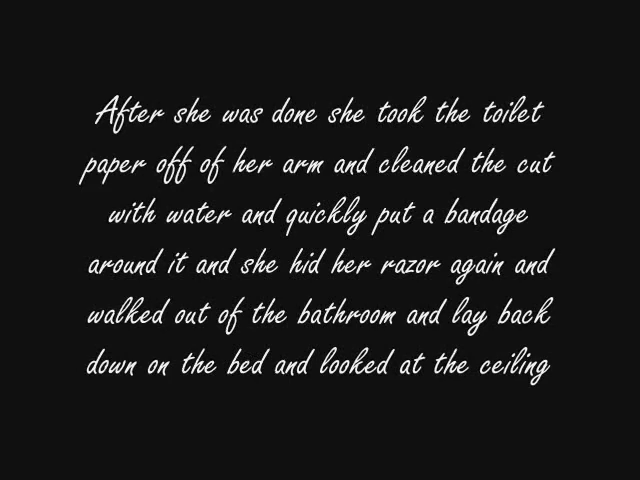 After she was done she took the toilet
paper off of her arm and cleaned the cut
with water and quickly put a bandage
around it and she hid her razor again and
walked out of the bathroom and lay back
down on the bed and looked at the ceiling